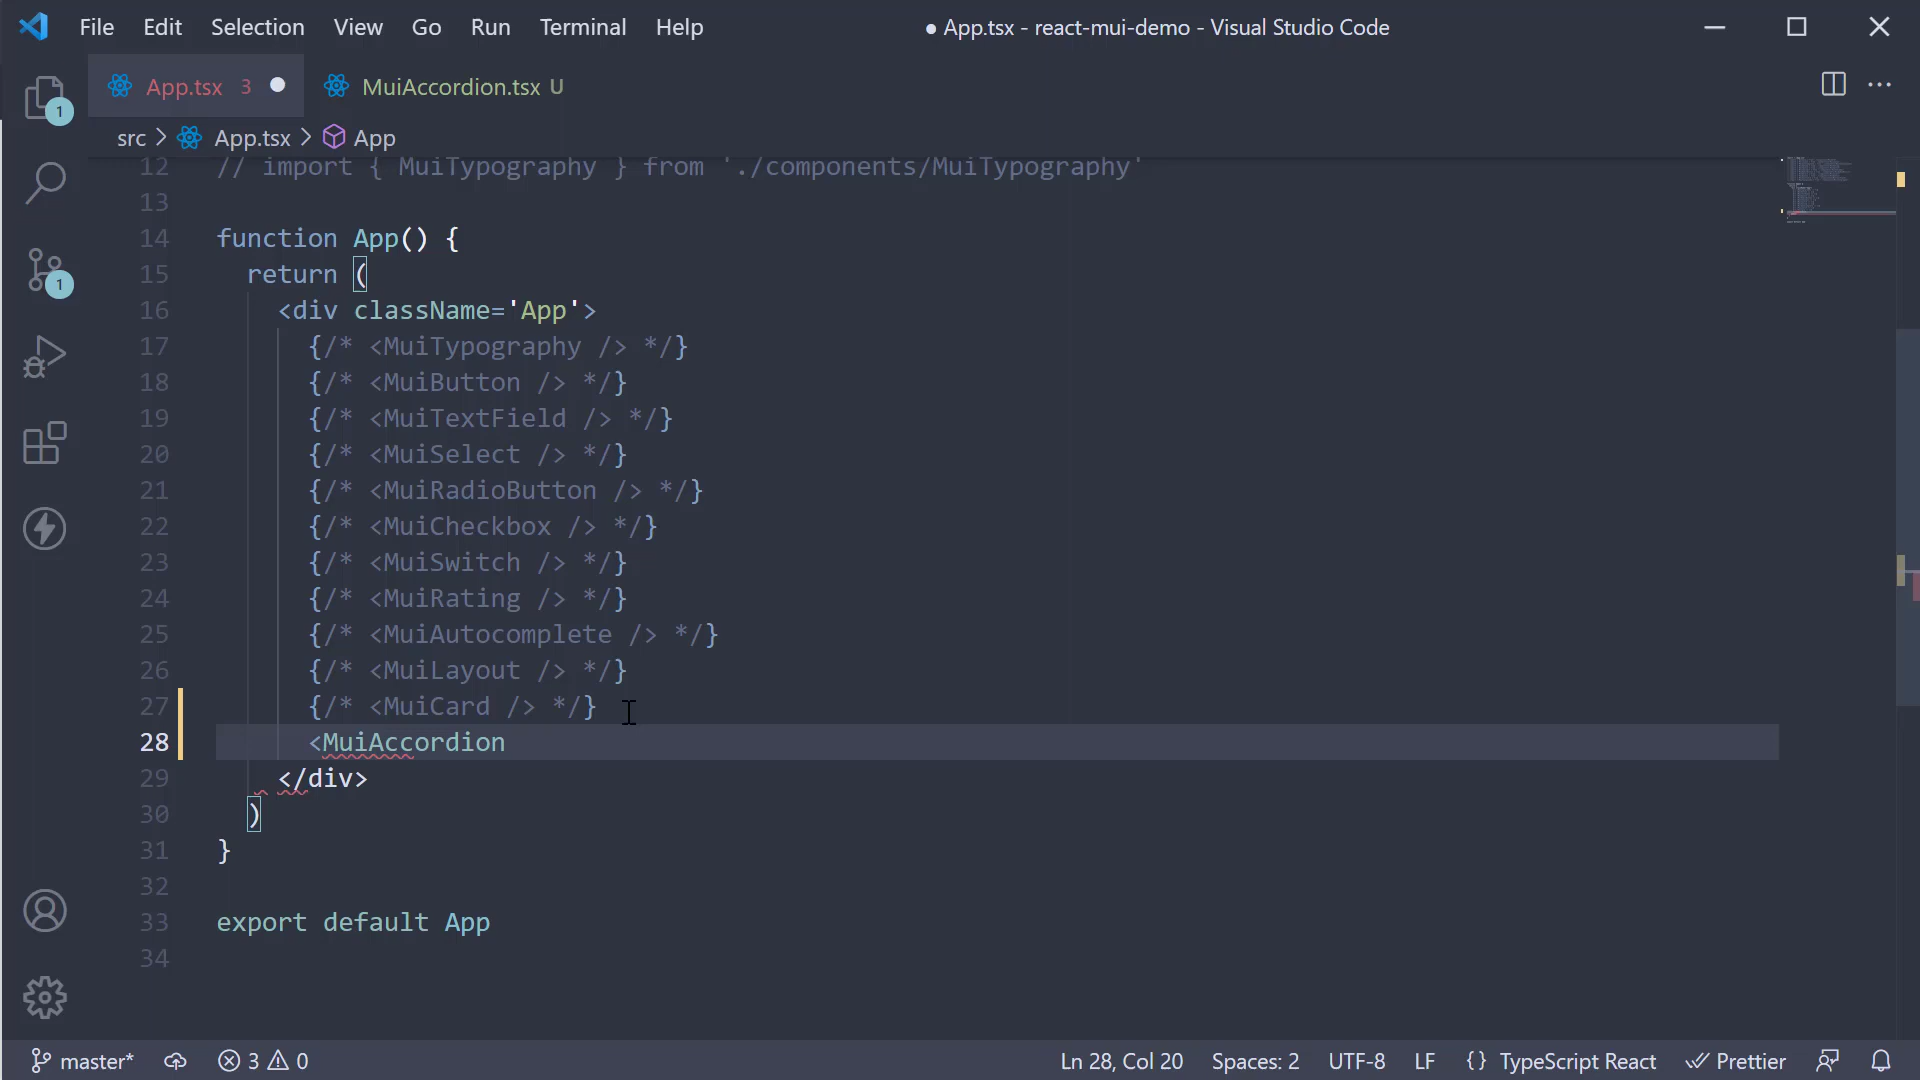 File Edit Selection View Go Run Terminal Help
● App.tsx - react-mui-demo - Visual Studio Code
App.tsx 3 ●
MuiAccordion.tsx U
src > App.tsx > App
12 // import { MuiTypography } from './components/MuiTypography'
13
14 function App() {
15 return (
16 <div className='App'>
17 {/* <MuiTypography /> */}
18 {/* <MuiButton /> */}
19 {/* <MuiTextField /> */}
20 {/* <MuiSelect /> */}
21 {/* <MuiRadioButton /> */}
22 {/* <MuiCheckbox /> */}
23 {/* <MuiSwitch /> */}
24 {/* <MuiRating /> */}
25 {/* <MuiAutocomplete /> */}
26 {/* <MuiLayout /> */}
27 {/* <MuiCard /> */}
28 <MuiAccordion
29 </div>
30 )
31 }
32
33 export default App
34
1
1
master* 3 0
Ln 28, Col 20 Spaces: 2 UTF-8 LF {} TypeScript React Prettier